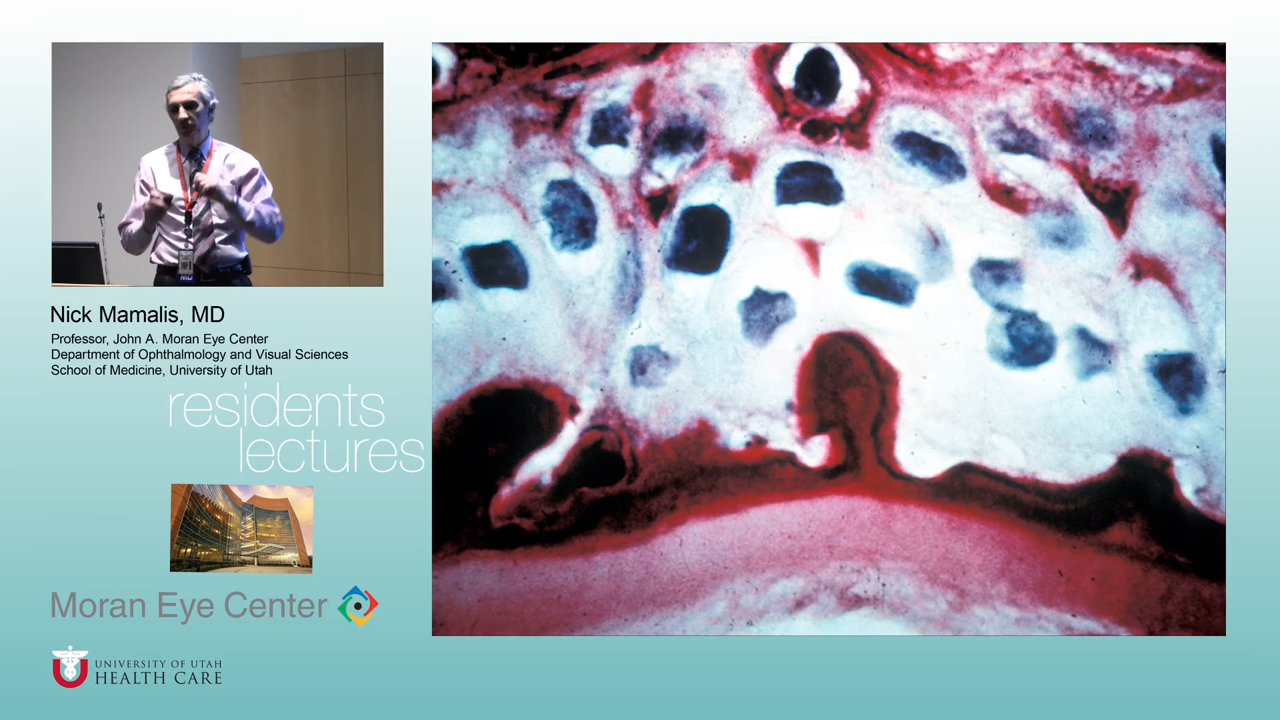 Nick Mamalis, MD
Professor, John A. Moran Eye Center
Department of Ophthalmology and Visual Sciences
School of Medicine, University of Utah
residents
lectures
Moran Eye Center
UNIVERSITY OF UTAH
HEALTH CARE
MD